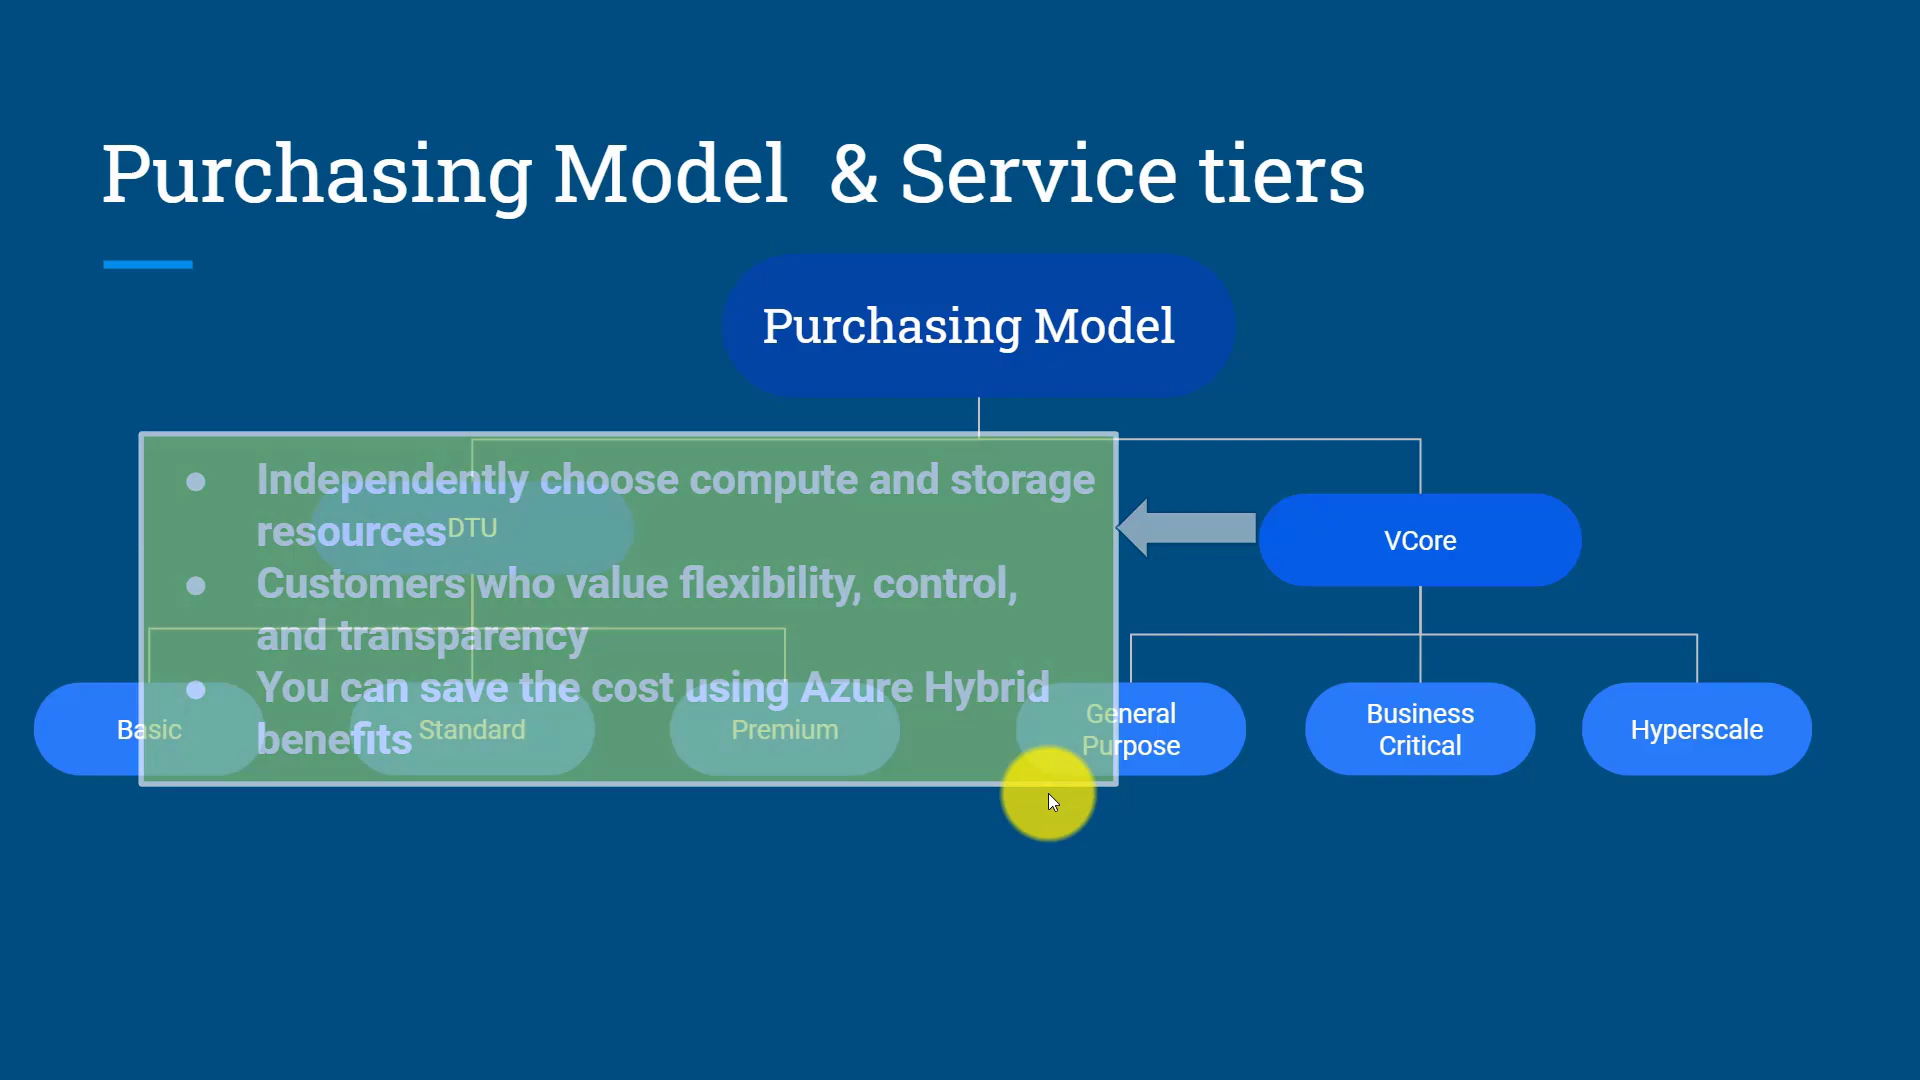 Purchasing Model & Service tiers
Purchasing Model
● Independently choose compute and storage
resources
● Customers who value flexibility, control,
and transparency
● You can save the cost using Azure Hybrid
benefits
DTU
VCore
Basic
Standard
Premium
General
Purpose
Business
Critical
Hyperscale